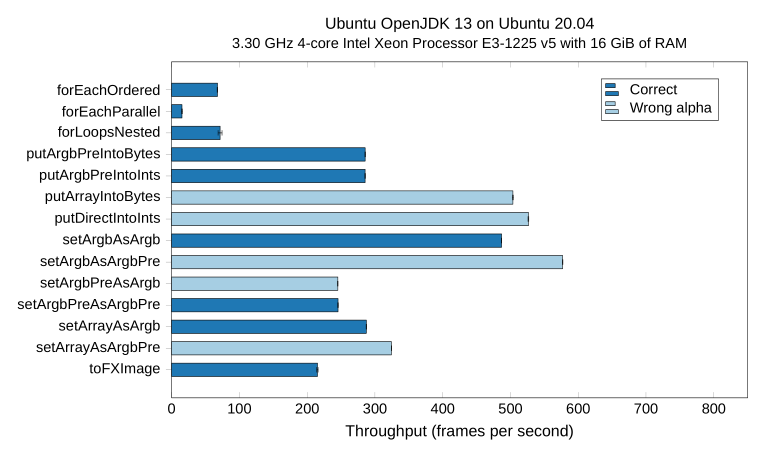 Ubuntu OpenJDK 13 on Ubuntu 20.04
3.30 GHz 4-core Intel Xeon Processor E3-1225 v5 with 16 GiB of RAM
Correct
Wrong alpha
forEachOrdered
forEachParallel
forLoopsNested
putArgbPreIntoBytes
putArgbPreIntoInts
putArrayIntoBytes
putDirectIntoInts
setArgbAsArgb
setArgbAsArgbPre
setArgbPreAsArgb
setArgbPreAsArgbPre
setArrayAsArgb
setArrayAsArgbPre
toFXImage
0 100 200 300 400 500 600 700 800
Throughput (frames per second)